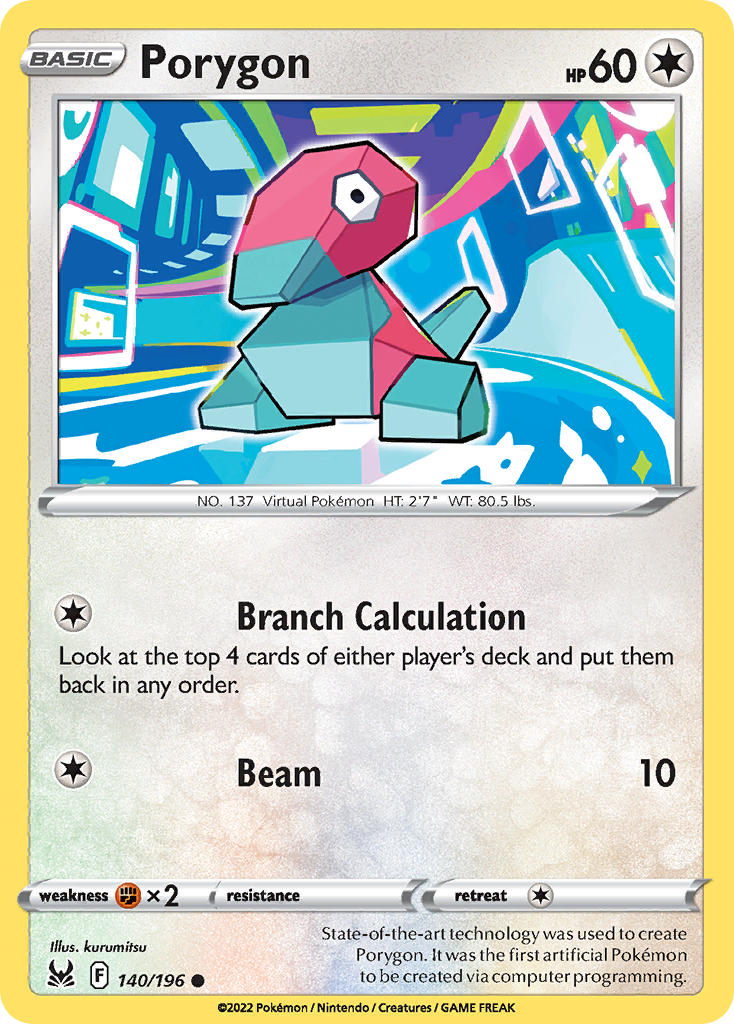 BASIC Porygon HP60
NO. 137 Virtual Pokémon HT: 2'7" WT: 80.5 lbs.
Branch Calculation
Look at the top 4 cards of either player's deck and put them
back in any order.
Beam 10
weakness ×2 resistance retreat
Illus. kurumitsu
F 140/196
State-of-the-art technology was used to create
Porygon. It was the first artificial Pokémon
to be created via computer programming.
©2022 Pokémon / Nintendo / Creatures / GAME FREAK